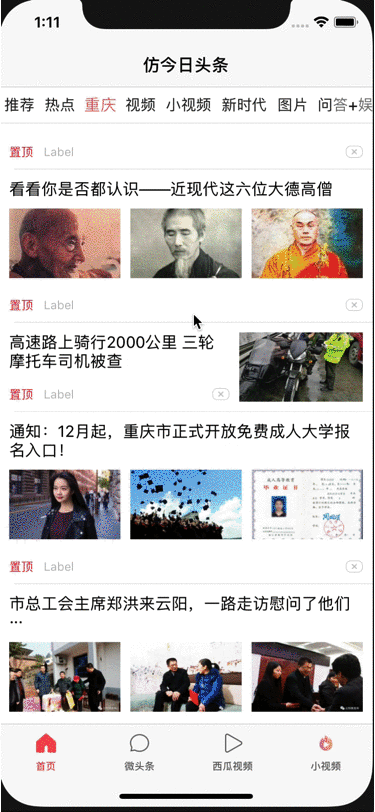 1:11
仿今日头条
推荐 热点 重庆 视频 小视频 新时代 图片 问答+娱
置顶 Label
看看你是否都认识——近现代这六位大德高僧
置顶 Label
高速路上骑行2000公里 三轮
摩托车司机被查
置顶 Label
通知：12月起，重庆市正式开放免费成人大学报
名入口！
毕业证书
置顶 Label
市总工会主席郑洪来云阳，一路走访慰问了他们
...
首页 微头条 西瓜视频 小视频